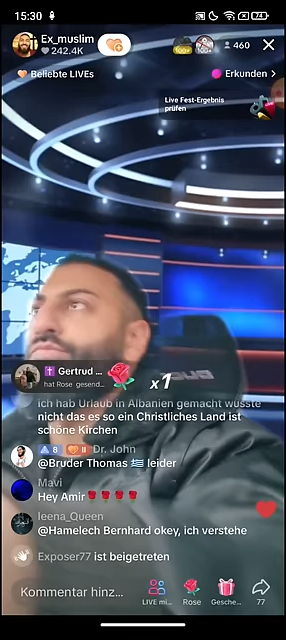 15:30
74
Ex_muslim
242.4K
460
Beliebte LIVEs
Erkunden >
Live Fest-Ergebnis
prüfen
Gertrud ...
hat Rose gesend...
x1
ich hab Urlaub in Albanien gemacht wusste
nicht das es so ein Christliches Land ist
schöne Kirchen
8 II Dr. John
@Bruder Thomas 🇬🇷 leider
Mavi
Hey Amir🌹🌹🌹🌹
leena_Queen
@Hamelech Bernhard okey, ich verstehe
Exposer77 ist beigetreten
Kommentar hinz...
LIVE mi...
Rose
Gesche...
77